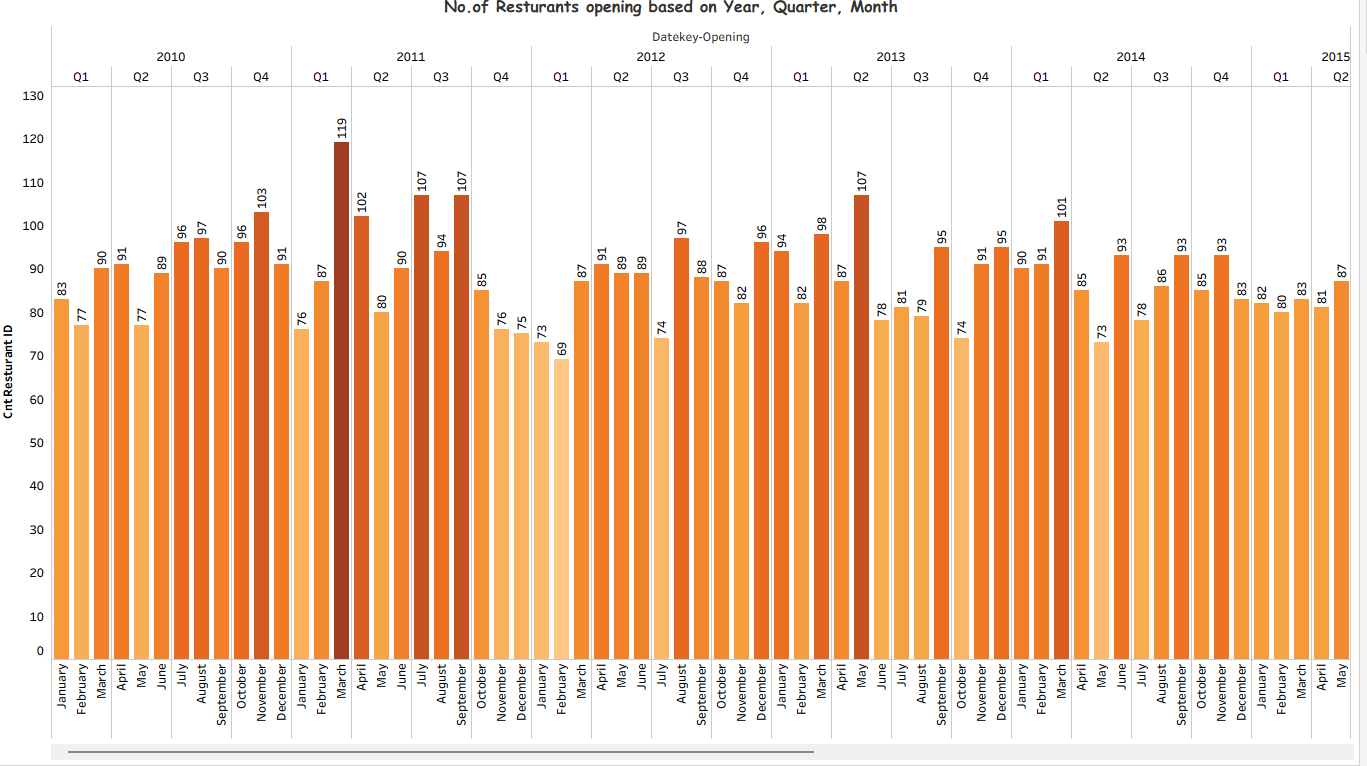 No.of Resturants opening based on Year, Quarter, Month
Datekey-Opening
2010 2011 2012 2013 2014 2015
Q1 Q2 Q3 Q4 Q1 Q2 Q3 Q4 Q1 Q2 Q3 Q4 Q1 Q2 Q3 Q4 Q1 Q2 Q3 Q4 Q1 Q2
Cnt Resturant ID
130
120
110
100
90
80
70
60
50
40
30
20
10
0
83 77 90 91 77 89 96 97 90 96 103 91 76 87 119 102 80 90 107 94 107 85 76 75 73 69 87 91 89 89 74 97 88 87 82 96 94 82 98 87 107 78 81 79 95 74 91 95 90 91 101 85 73 93 78 86 93 85 93 83 82 80 83 81 87
January February March April May June July August September October November December January February March April May June July August September October November December January February March April May June July August September October November December January February March April May June July August September October November December January February March April May June July August September October November December January February March April May